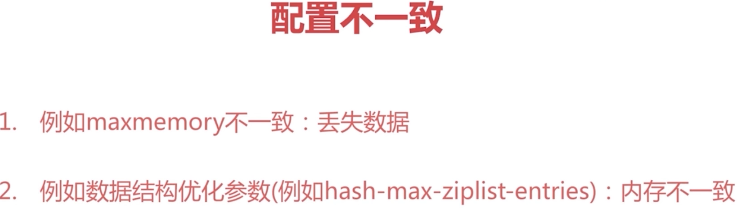 配置不一致
1. 例如maxmemory不一致：丢失数据
2. 例如数据结构优化参数(例如hash-max-ziplist-entries)：内存不一致